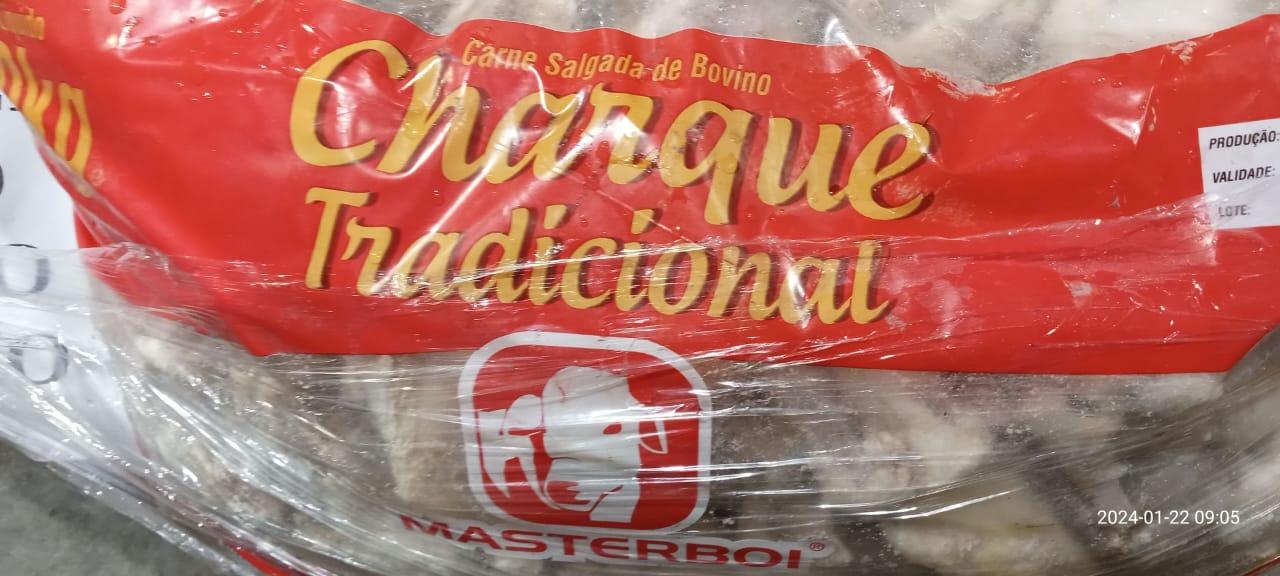 Carne Salgada de Bovino
Charque
Tradicional
PRODUÇÃO:
VALIDADE:
LOTE:
MASTERBOI®
2024-01-22 09:05